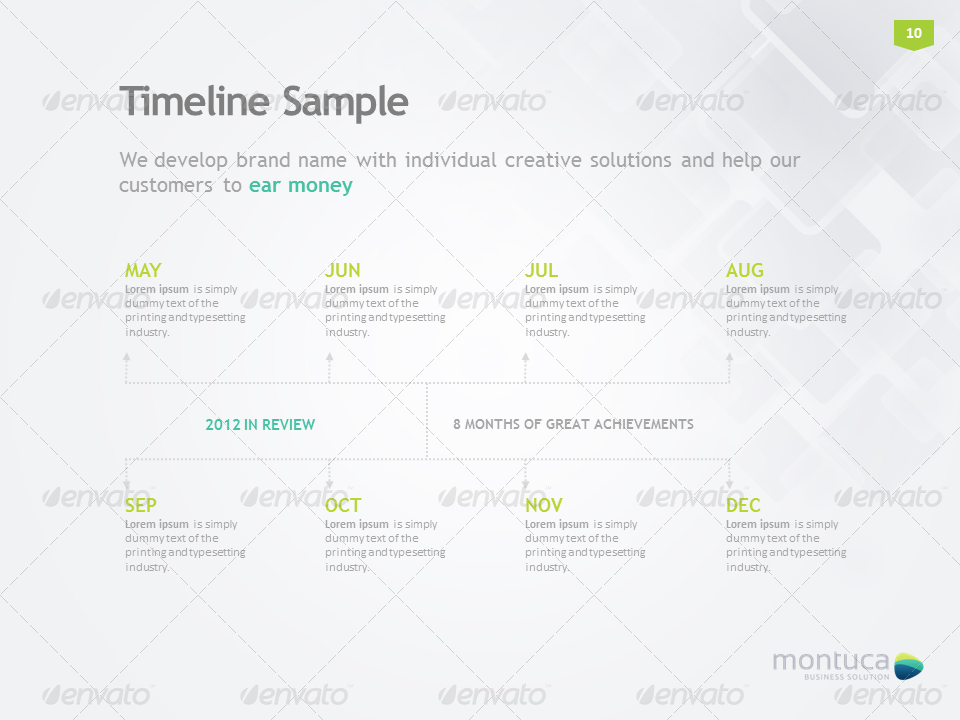 10
Timeline Sample
We develop brand name with individual creative solutions and help our
customers to ear money
MAY
Lorem ipsum is simply
dummy text of the
printing and typesetting
industry.
JUN
Lorem ipsum is simply
dummy text of the
printing and typesetting
industry.
JUL
Lorem ipsum is simply
dummy text of the
printing and typesetting
industry.
AUG
Lorem ipsum is simply
dummy text of the
printing and typesetting
industry.
2012 IN REVIEW
8 MONTHS OF GREAT ACHIEVEMENTS
SEP
Lorem ipsum is simply
dummy text of the
printing and typesetting
industry.
OCT
Lorem ipsum is simply
dummy text of the
printing and typesetting
industry.
NOV
Lorem ipsum is simply
dummy text of the
printing and typesetting
industry.
DEC
Lorem ipsum is simply
dummy text of the
printing and typesetting
industry.
montuca
BUSINESS SOLUTION
envato envato envato envato envato
envato envato envato envato envato
envato envato envato envato envato
envato envato envato envato envato